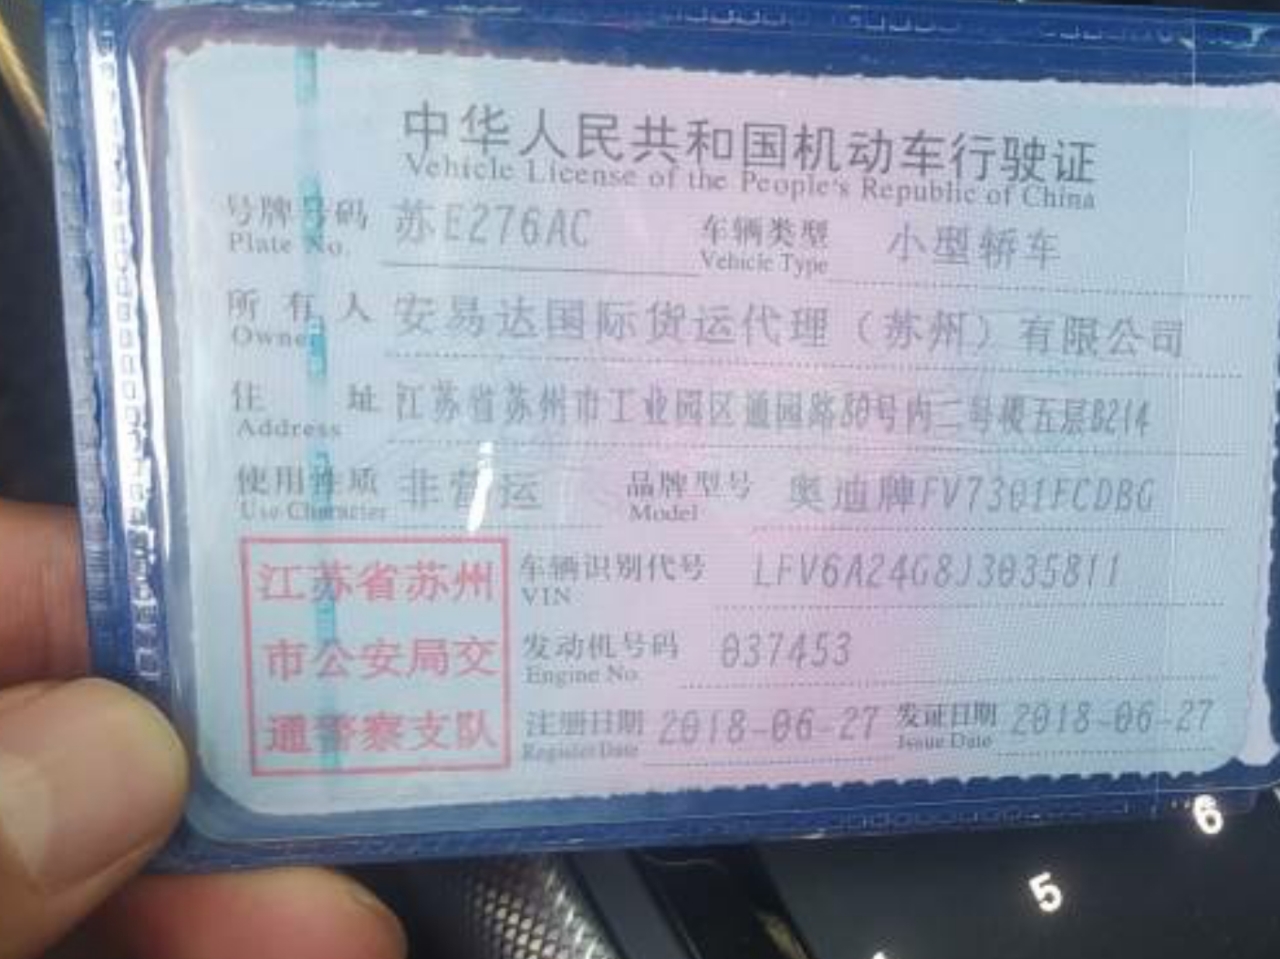 中华人民共和国机动车行驶证
Vehicle License of the People's Republic of China
号牌号码 苏E276AC 车辆类型 小型轿车
Plate No. Vehicle Type
所有人 安易达国际货运代理（苏州）有限公司
Owner
住址 江苏省苏州市工业园区通园路80号内二号楼五层B214
Address
使用性质 非营运 品牌型号 奥迪牌FV7301FCDBG
Use Character Model
江苏省苏州
市公安局交
通警察支队
车辆识别代号 LFV6A24G8J3035811
VIN
发动机号码 037453
Engine No.
注册日期 2018-06-27 发证日期 2018-06-27
Register Date Issue Date
6
5